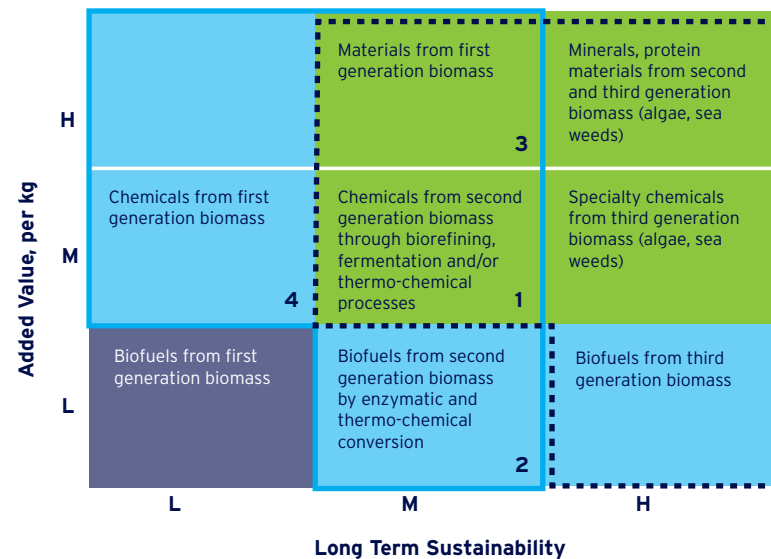 Materials from first
generation biomass
3
Minerals, protein
materials from second
and third generation
biomass (algae, sea
weeds)
H
Chemicals from first
generation biomass
4
Chemicals from second
generation biomass
through biorefining,
fermentation and/or
thermo-chemical
processes
1
Specialty chemicals
from third generation
biomass (algae, sea
weeds)
M
Biofuels from first
generation biomass
Biofuels from second
generation biomass
by enzymatic and
thermo-chemical
conversion
2
Biofuels from third
generation biomass
L
Added Value, per kg
L
M
H
Long Term Sustainability